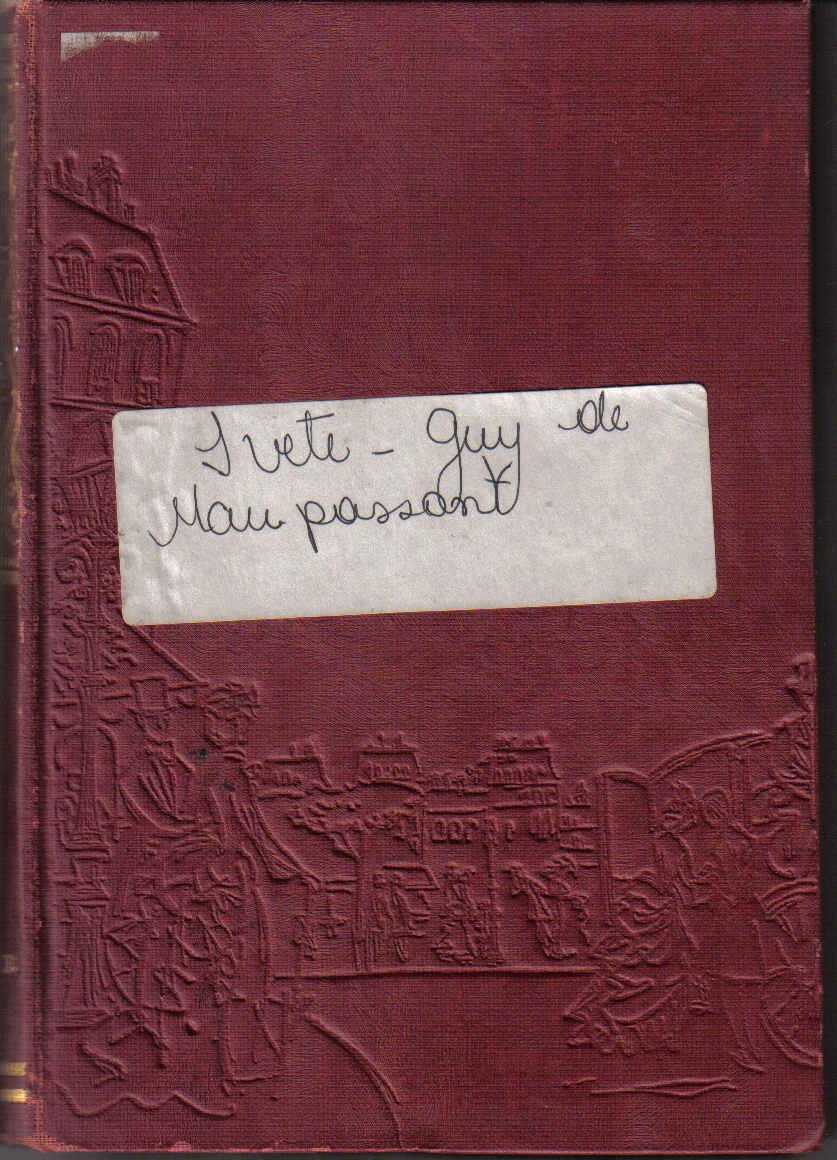 Ivete - Guy de
Maupassant